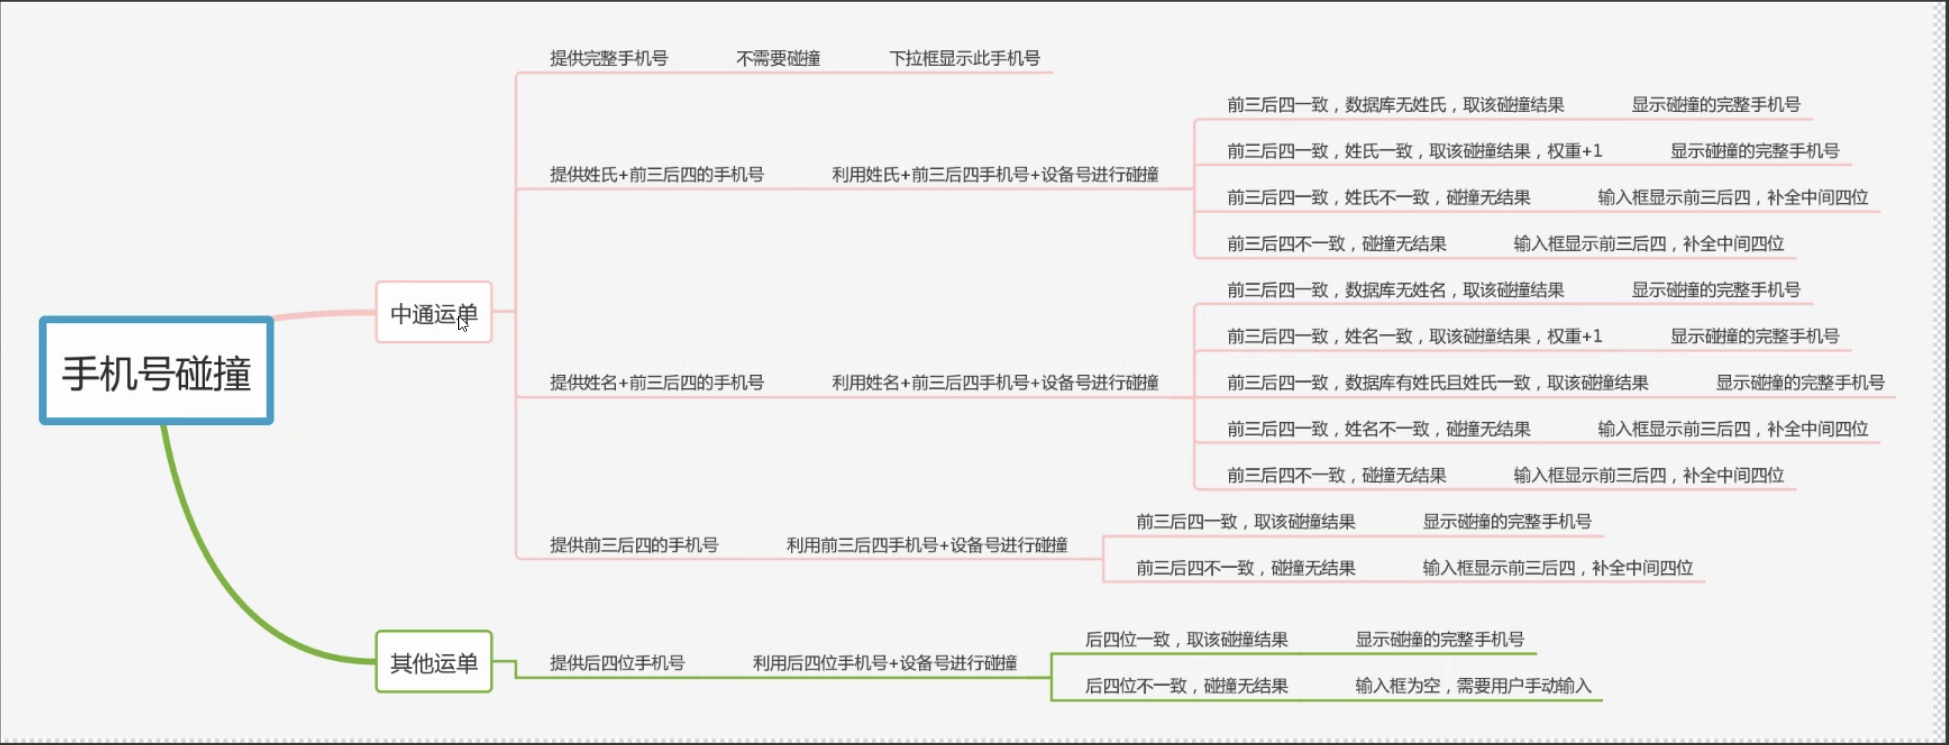 手机号碰撞
中通运单
提供完整手机号 不需要碰撞 下拉框显示此手机号
提供姓氏+前三后四的手机号 利用姓氏+前三后四手机号+设备号进行碰撞
前三后四一致，数据库无姓氏，取该碰撞结果 显示碰撞的完整手机号
前三后四一致，姓氏一致，取该碰撞结果，权重+1 显示碰撞的完整手机号
前三后四一致，姓氏不一致，碰撞无结果 输入框显示前三后四，补全中间四位
前三后四不一致，碰撞无结果 输入框显示前三后四，补全中间四位
提供姓名+前三后四的手机号 利用姓名+前三后四手机号+设备号进行碰撞
前三后四一致，数据库无姓名，取该碰撞结果 显示碰撞的完整手机号
前三后四一致，姓名一致，取该碰撞结果，权重+1 显示碰撞的完整手机号
前三后四一致，数据库有姓氏且姓氏一致，取该碰撞结果 显示碰撞的完整手机号
前三后四一致，姓名不一致，碰撞无结果 输入框显示前三后四，补全中间四位
前三后四不一致，碰撞无结果 输入框显示前三后四，补全中间四位
提供前三后四的手机号 利用前三后四手机号+设备号进行碰撞
前三后四一致，取该碰撞结果 显示碰撞的完整手机号
前三后四不一致，碰撞无结果 输入框显示前三后四，补全中间四位
其他运单
提供后四位手机号 利用后四位手机号+设备号进行碰撞
后四位一致，取该碰撞结果 显示碰撞的完整手机号
后四位不一致，碰撞无结果 输入框为空，需要用户手动输入